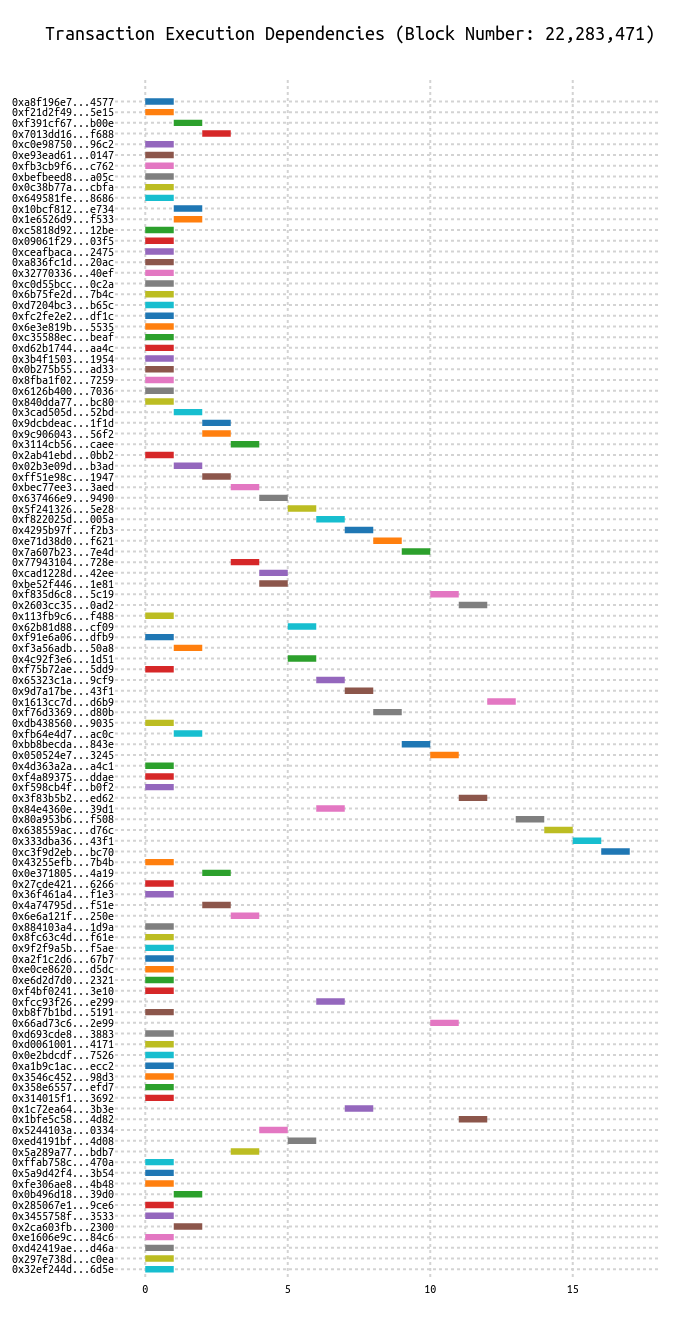 Transaction Execution Dependencies (Block Number: 22,283,471)
0xa8f196e7...4577
0xf21d2f49...5e15
0xf391cf67...b00e
0x7013dd16...f688
0xc0e98750...96c2
0xe93ead61...0147
0xfb3cb9f6...c762
0xbefbeed8...a05c
0x0c38b77a...cbfa
0x649581fe...8686
0x10bcf812...e734
0x1e6526d9...f533
0xc5818d92...12be
0x09061f29...03f5
0xceafbaca...2475
0xa836fc1d...20ac
0x32770336...40ef
0xc0d55bcc...0c2a
0x6b75fe2d...7b4c
0xd7204bc3...b65c
0xfc2fe2e2...df1c
0x6e3e819b...5535
0xc35588ec...beaf
0xd62b1744...aa4c
0x3b4f1503...1954
0x0b275b55...ad33
0x8fba1f02...7259
0x6126b400...7036
0x840dda77...bc80
0x3cad505d...52bd
0x9dcbdeac...1f1d
0x9c906043...56f2
0x3114cb56...caee
0x2ab41ebd...0bb2
0x02b3e09d...b3ad
0xff51e98c...1947
0xbec77ee3...3aed
0x637466e9...9490
0x5f241326...5e28
0xf822025d...005a
0x4295b97f...f2b3
0xe71d38d0...f621
0x7a607b23...7e4d
0x77943104...728e
0xcad1228d...42ee
0xbe52f446...1e81
0xf835d6c8...5c19
0x2603cc35...0ad2
0x113fb9c6...f488
0x62b81d88...cf09
0xf91e6a06...dfb9
0xf3a56adb...50a8
0x4c92f3e6...1d51
0xf75b72ae...5dd9
0x65323c1a...9cf9
0x9d7a17be...43f1
0x1613cc7d...d6b9
0xf76d3369...d80b
0xdb438560...9035
0xfb64e4d7...ac0c
0xbb8becda...843e
0x050524e7...3245
0x4d363a2a...a4c1
0xf4a89375...ddae
0xf598cb4f...b0f2
0x3f83b5b2...ed62
0x84e4360e...39d1
0x80a953b6...f508
0x638559ac...d76c
0x333dba36...43f1
0xc3f9d2eb...bc70
0x43255efb...7b4b
0x0e371805...4a19
0x27cde421...6266
0x36f461a4...f1e3
0x4a74795d...f51e
0x6e6a121f...250e
0x884103a4...1d9a
0x8fc63c4d...f61e
0x9f2f9a5b...f5ae
0xa2f1c2d6...67b7
0xe0ce8620...d5dc
0xe6d2d7d0...2321
0xf4bf0241...3e10
0xfcc93f26...e299
0xb8f7b1bd...5191
0x66ad73c6...2e99
0xd693cde8...3883
0xd0061001...4171
0x0e2bdcdf...7526
0xa1b9c1ac...ecc2
0x3546c452...98d3
0x358e6557...efd7
0x314015f1...3692
0x1c72ea64...3b3e
0x1bfe5c58...4d82
0x5244103a...0334
0xed4191bf...4d08
0x5a289a77...bdb7
0xffab758c...470a
0x5a9d42f4...3b54
0xfe306ae8...4b48
0x0b496d18...39d0
0x285067e1...9ce6
0x3455758f...3533
0x2ca603fb...2300
0xe1606e9c...84c6
0xd42419ae...d46a
0x297e738d...c0ea
0x32ef244d...6d5e
0 5 10 15